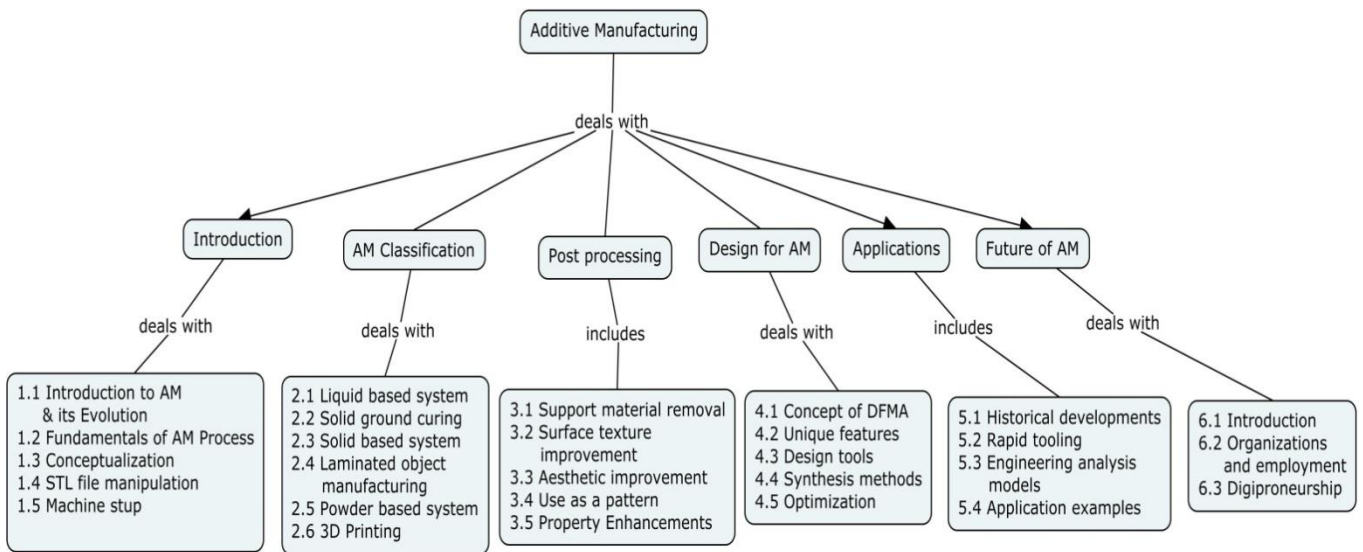 Additive Manufacturing
deals with
Introduction
AM Classification
Post processing
Design for AM
Applications
Future of AM
deals with
deals with
includes
deals with
includes
deals with
1.1 Introduction to AM
& its Evolution
1.2 Fundamentals of AM Process
1.3 Conceptualization
1.4 STL file manipulation
1.5 Machine stup
2.1 Liquid based system
2.2 Solid ground curing
2.3 Solid based system
2.4 Laminated object
manufacturing
2.5 Powder based system
2.6 3D Printing
3.1 Support material removal
3.2 Surface texture
improvement
3.3 Aesthetic improvement
3.4 Use as a pattern
3.5 Property Enhancements
4.1 Concept of DFMA
4.2 Unique features
4.3 Design tools
4.4 Synthesis methods
4.5 Optimization
5.1 Historical developments
5.2 Rapid tooling
5.3 Engineering analysis
models
5.4 Application examples
6.1 Introduction
6.2 Organizations
and employment
6.3 Digiproneurship